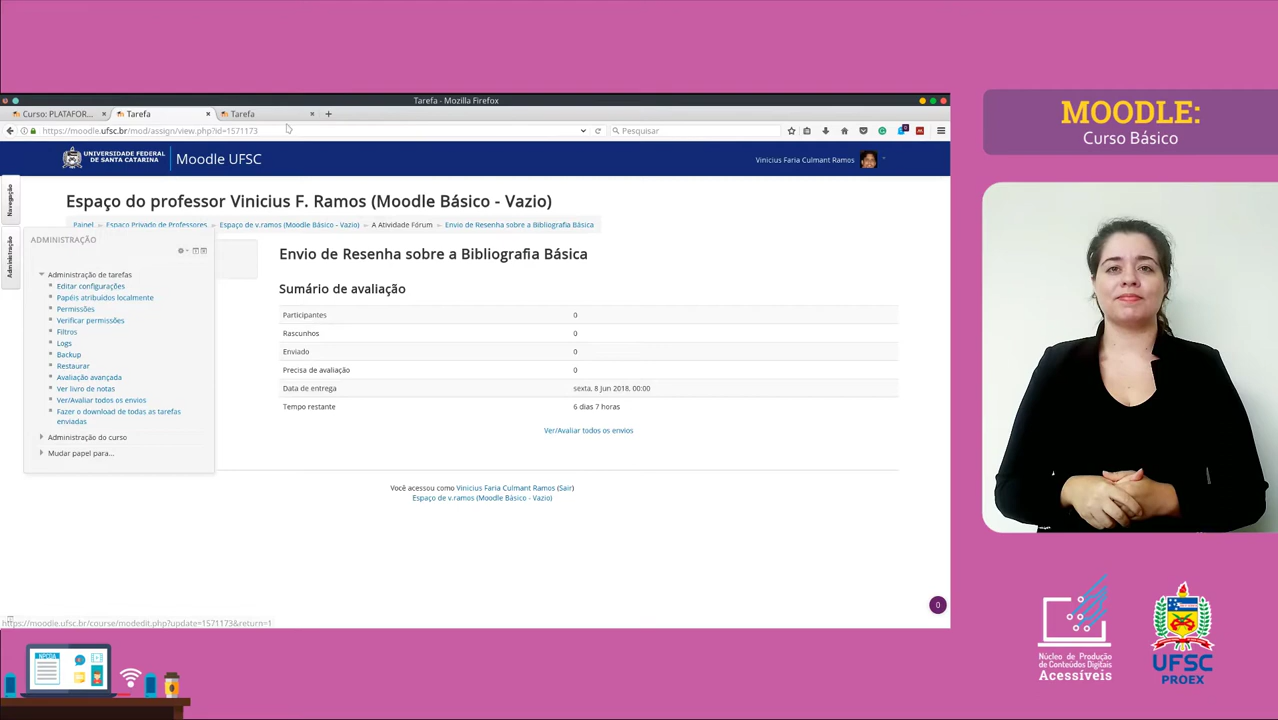 Tarefa - Mozilla Firefox
Curso: PLATAFOR...
Tarefa
Tarefa
https://moodle.ufsc.br/mod/assign/view.php?id=1571173
Pesquisar
UNIVERSIDADE FEDERAL
DE SANTA CATARINA
Moodle UFSC
Vinicius Faria Culmant Ramos
Navegação
Administração
Espaço do professor Vinicius F. Ramos (Moodle Básico - Vazio)
Painel
Espaço Privado de Professores
Espaço de v.ramos (Moodle Básico - Vazio)
A Atividade Fórum
Envio de Resenha sobre a Bibliografia Básica
ADMINISTRAÇÃO
Administração de tarefas
Editar configurações
Papéis atribuídos localmente
Permissões
Verificar permissões
Filtros
Logs
Backup
Restaurar
Avaliação avançada
Ver livro de notas
Ver/Avaliar todos os envios
Fazer o download de todas as tarefas
enviadas
Administração do curso
Mudar papel para...
Envio de Resenha sobre a Bibliografia Básica
Sumário de avaliação
Participantes 0
Rascunhos 0
Enviado 0
Precisa de avaliação 0
Data de entrega sexta, 8 Jun 2018, 00:00
Tempo restante 6 dias 7 horas
Ver/Avaliar todos os envios
Você acessou como Vinicius Faria Culmant Ramos (Sair)
Espaço de v.ramos (Moodle Básico - Vazio)
0
https://moodle.ufsc.br/course/modedit.php?update=1571173&return=1
MOODLE:
Curso Básico
Núcleo de Produção
de Conteúdos Digitais
Acessíveis
UFSC
PROEX